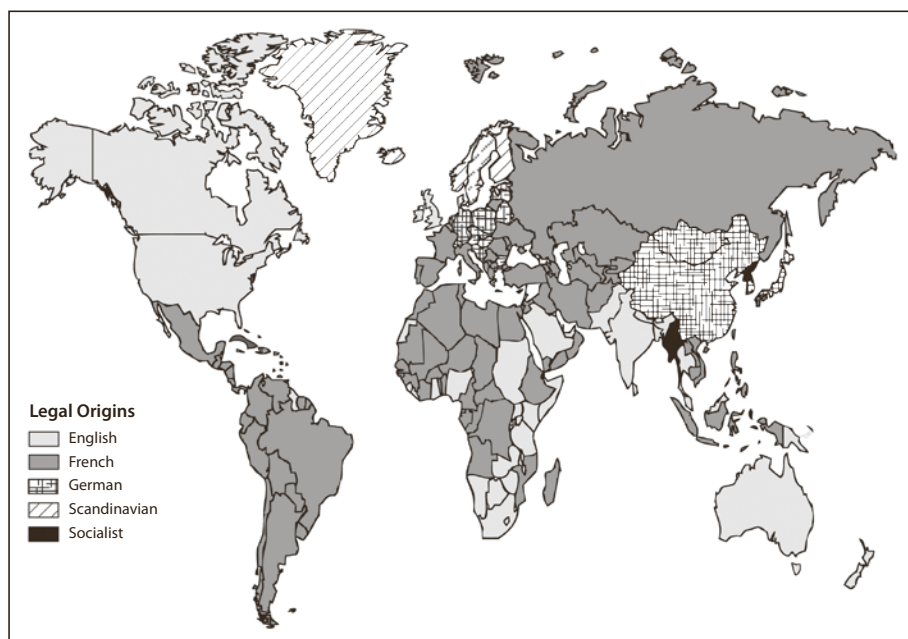 Legal Origins
English
French
German
Scandinavian
Socialist